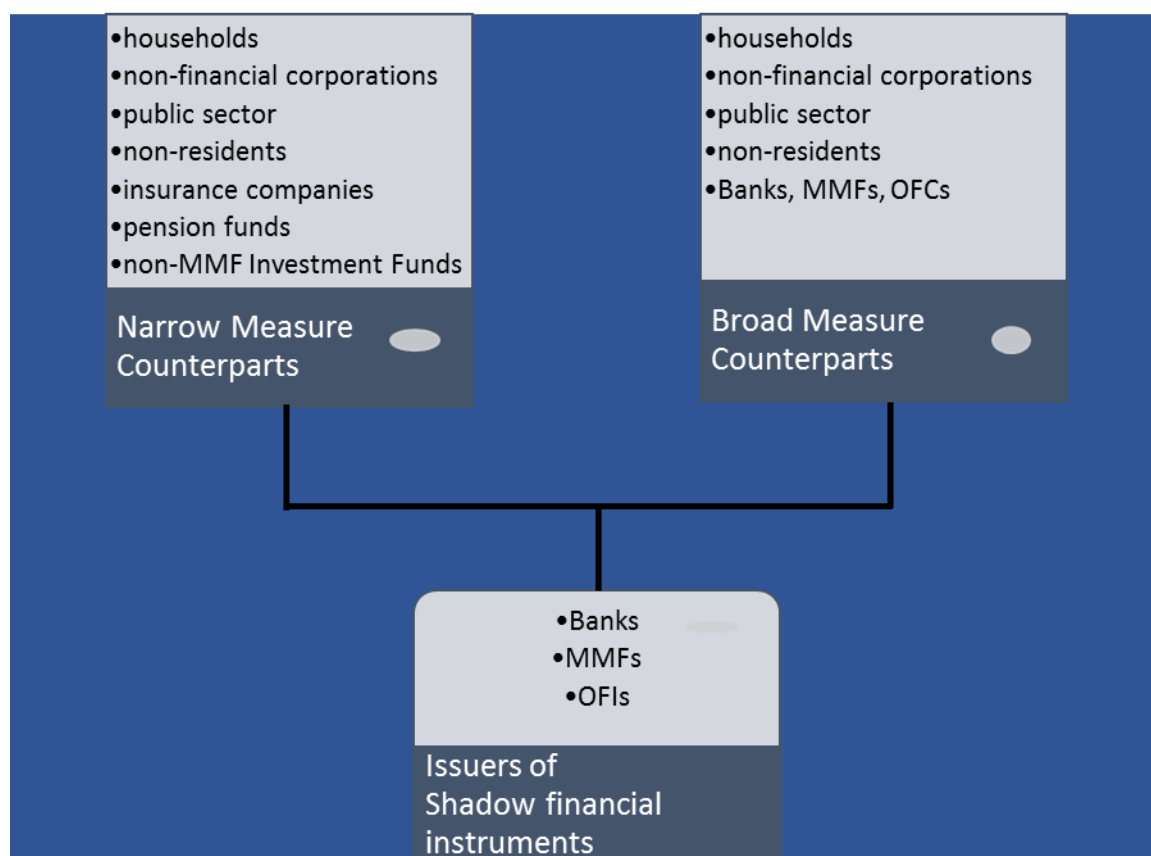 •households
•non-financial corporations
•public sector
•non-residents
•insurance companies
•pension funds
•non-MMF Investment Funds
Narrow Measure
Counterparts
•households
•non-financial corporations
•public sector
•non-residents
•Banks, MMFs, OFCs
Broad Measure
Counterparts
•Banks
•MMFs
•OFIs
Issuers of
Shadow financial
instruments